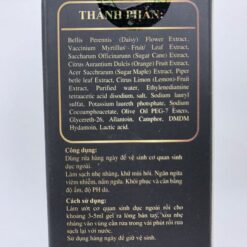 THÀNH PHẦN:
Bellis Perennis (Daisy) Flower Extract,
Vaccinium Myrtillus Fruit/ Leaf Extract,
Saccharum Officinarum (Sugar Cane) Extract,
Citrus Aurantium Dulcis (Orange) Fruit Extract,
Acer Saccharum (Sugar Maple) Extract, Piper
betle leaf Extract, Citrus Limon (Lemon)-Fruit
Extract, Purified water, Ethylenediamine
tetraacetic disodium, salt, Sodium lauryl
sulfat, Potassium laureth phosphate, Sodium
Cocoamphoacetate, Olive Oil PEG-7 Esters,
Glycereth-26, Allantoin, Camphor, DMDM
Hydantoin, Lactic acid.
Công dụng:
Dùng rửa hàng ngày để vệ sinh cơ quan sinh
dục ngoài.
Làm sạch nhẹ nhàng, khử mùi hôi. Ngăn ngừa
viêm nhiễm, nấm ngứa. Khôi phục và cân bằng
độ ẩm, độ PH da.
Cách sử dụng:
Làm ướt cơ quan sinh dục ngoài rồi cho
khoảng 3-5ml gel ra lòng bàn tay, xoa nhẹ
nhàng vào vùng cần rửa trong vài phút rồi rửa
sạch lại với nước.
Sử dụng hàng ngày để giữ vệ sinh.